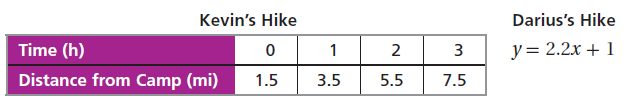 Kevin's Hike
Time (h) 0 1 2 3
Distance from Camp (mi) 1.5 3.5 5.5 7.5
Darius's Hike
y = 2.2x + 1